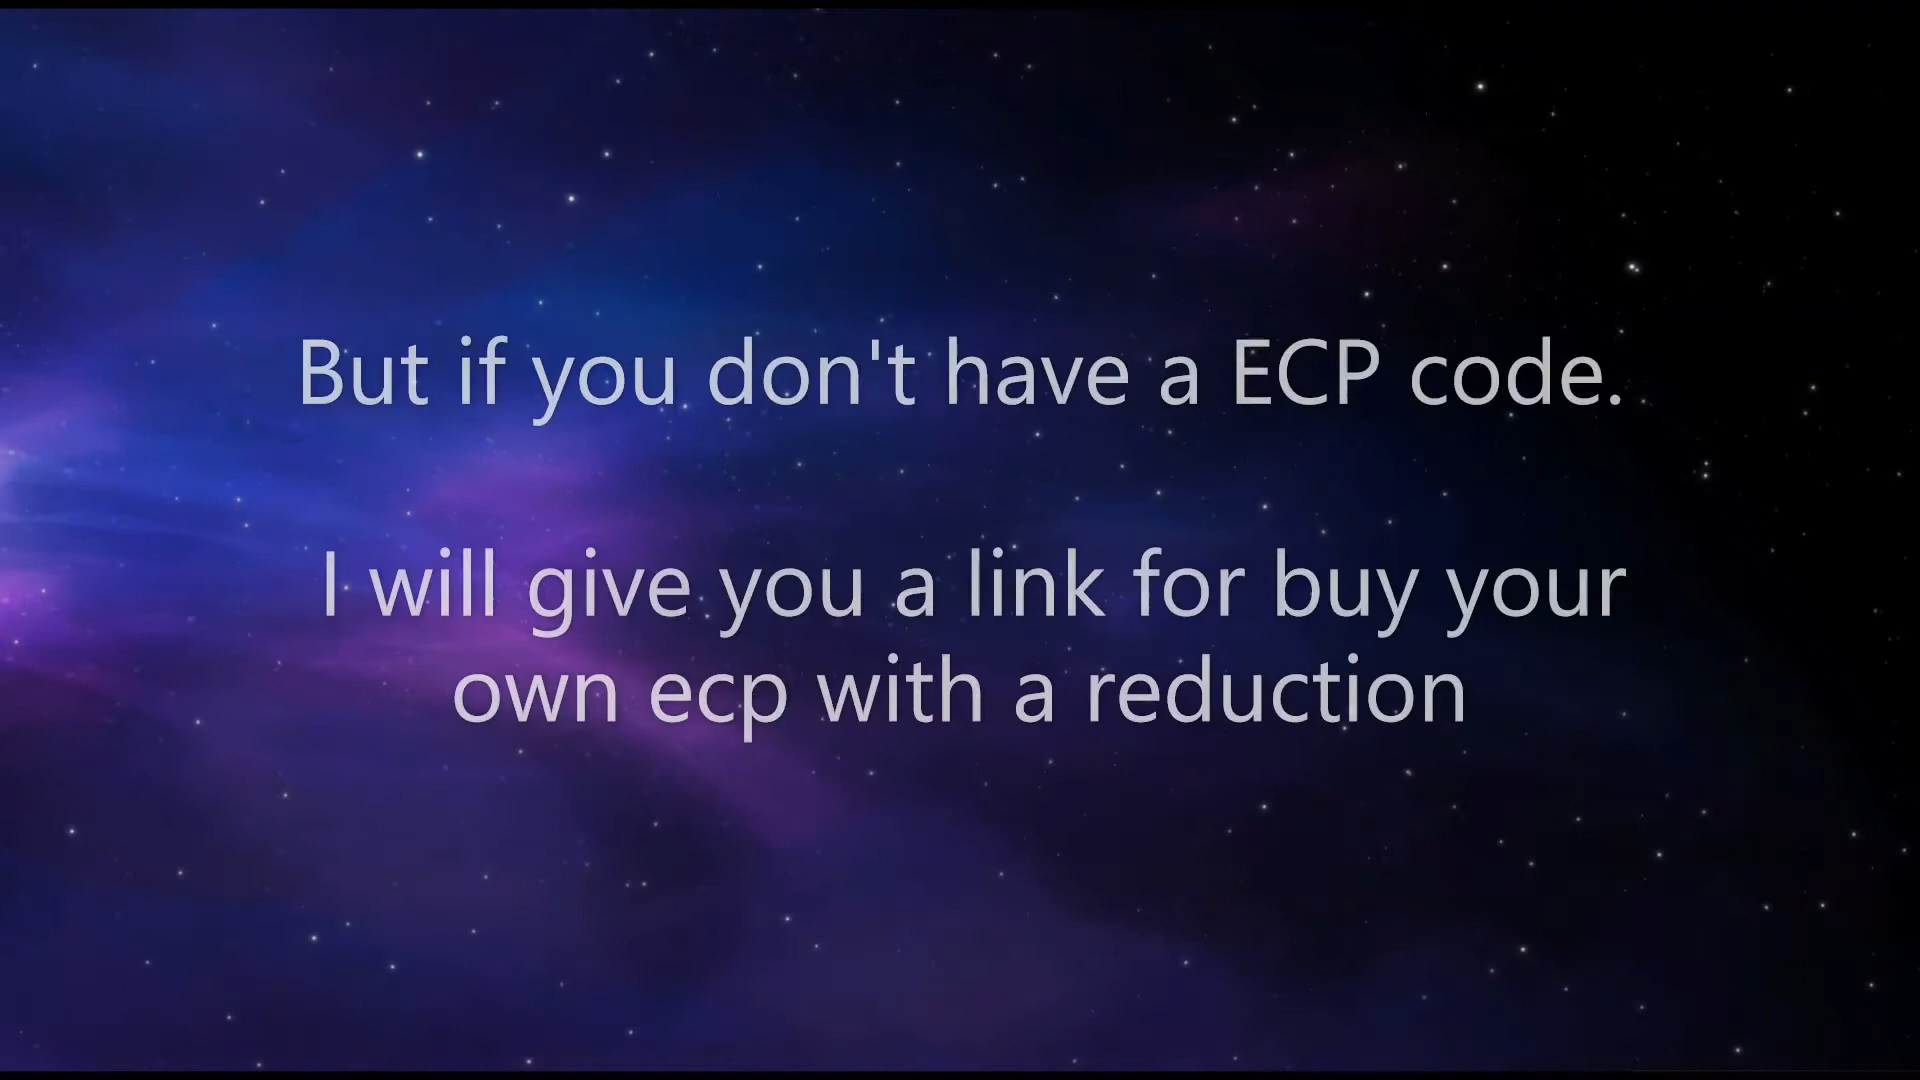 But if you don't have a ECP code.
I will give you a link for buy your
own ecp with a reduction